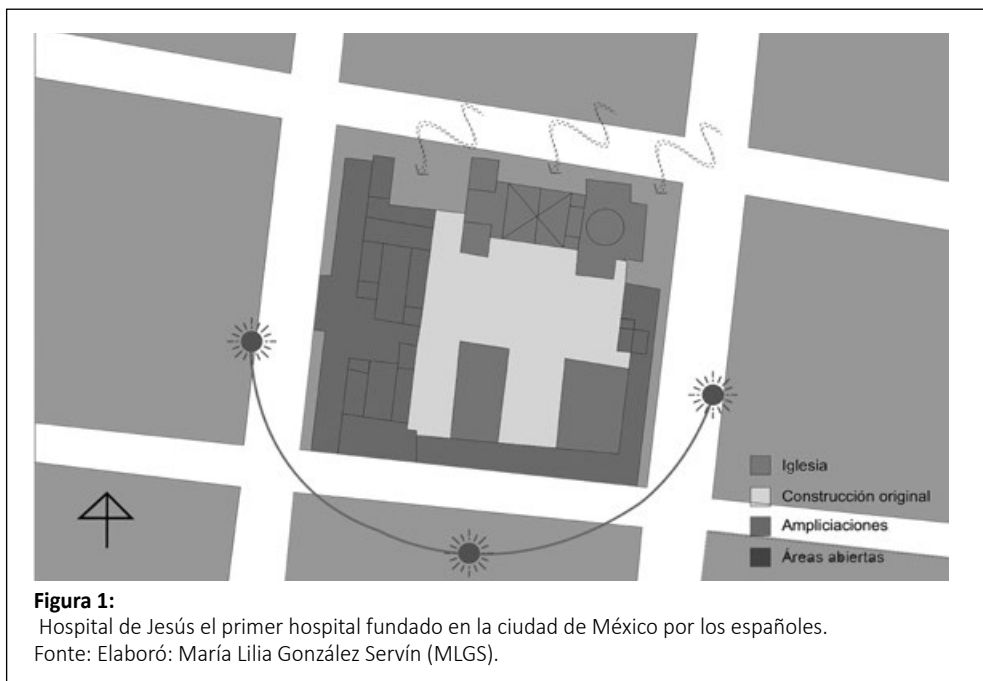 Iglesia
Construcción original
Ampliciaciones
Áreas abiertas
Figura 1:
Hospital de Jesús el primer hospital fundado en la ciudad de México por los españoles.
Fonte: Elaboró: María Lilia González Servín (MLGS).